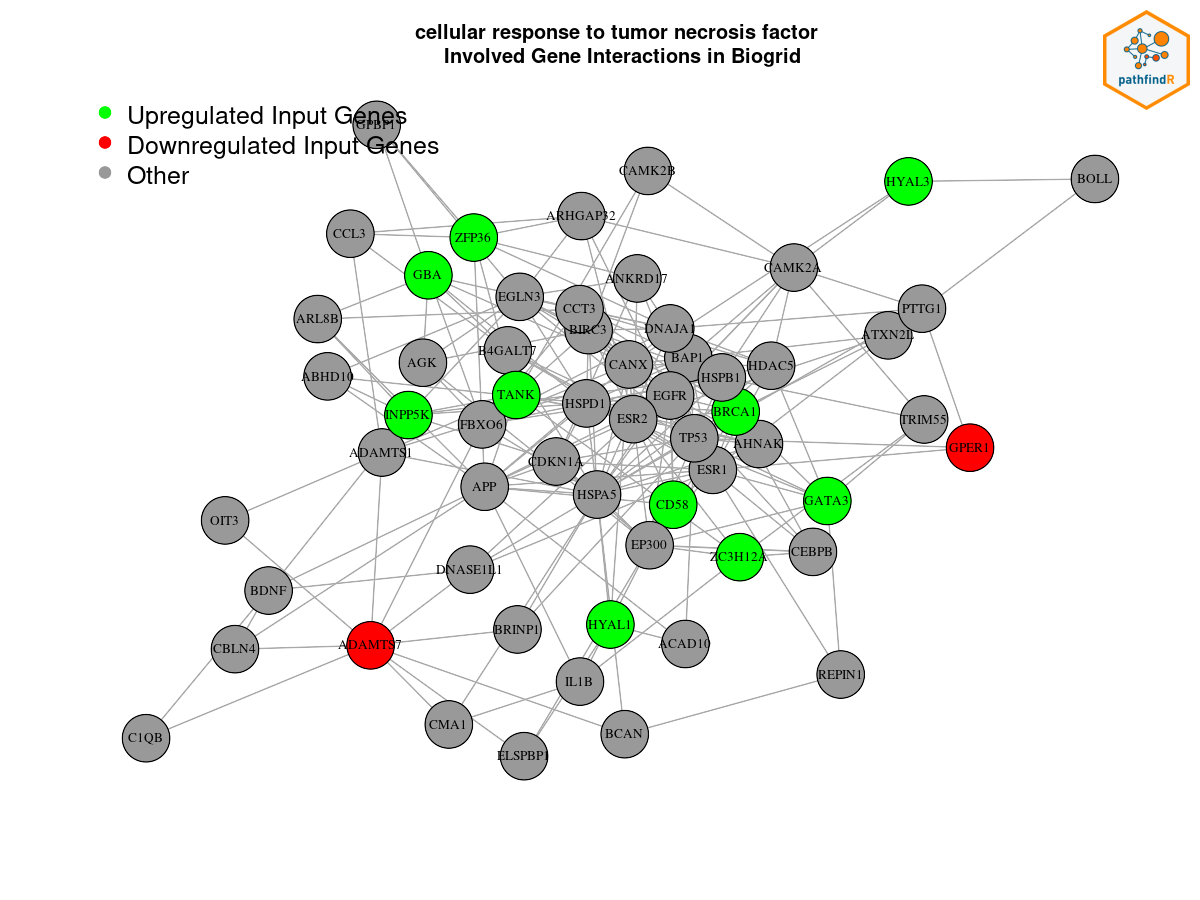 cellular response to tumor necrosis factor
Involved Gene Interactions in Biogrid
pathfindR
Upregulated Input Genes
Downregulated Input Genes
Other
GPBP1
CAMK2B
HYAL3
BOLL
ARHGAP32
CCL3
ZFP36
GBA
CAMK2A
ANKRD17
EGLN3
CCT3
PTTG1
ARL8B
BIRC3
DNAJA1
ATXN2L
B4GALT7
AGK
CANX
BAP1
HDAC5
ABHD10
HSPB1
TANK
EGFR
INPP5K
HSPD1
BRCA1
FBXO6
ESR2
TRIM55
TP53
AHNAK
GPER1
ADAMTS1
CDKN1A
ESR1
APP
HSPA5
CD58
GATA3
OIT3
EP300
ZC3H12A
CEBPB
DNASE1L1
BDNF
HYAL1
BRINP1
ADAMTS7
CBLN4
ACAD10
REPIN1
IL1B
CMA1
BCAN
C1QB
ELSPBP1